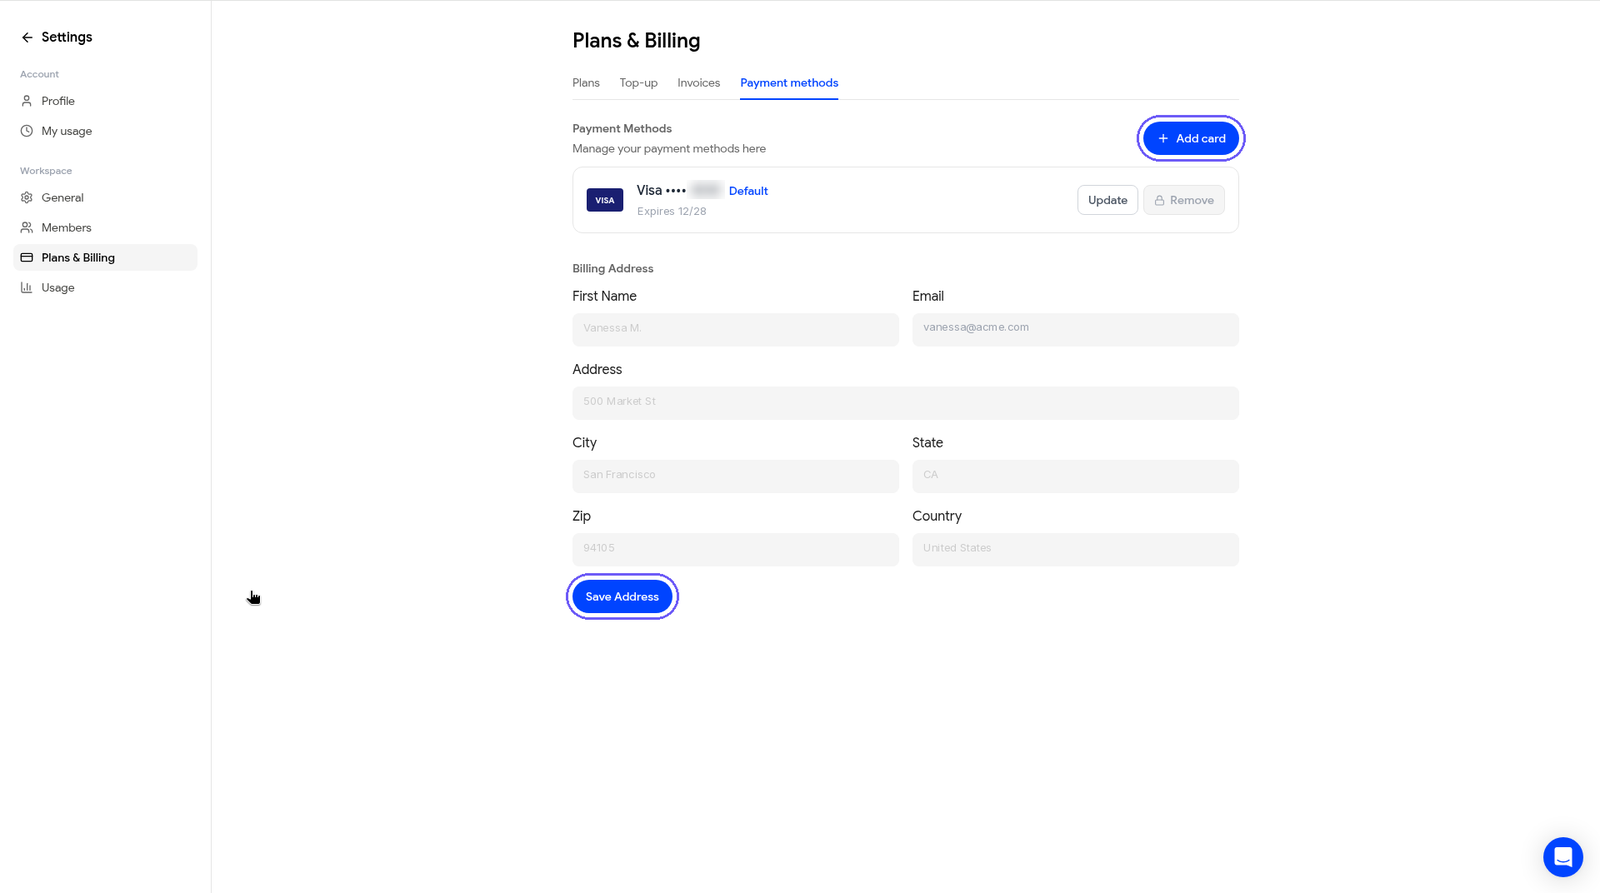 Settings
Account
Profile
My usage
Workspace
General
Members
Plans & Billing
Usage
Plans & Billing
Plans Top-up Invoices Payment methods
Payment Methods
Manage your payment methods here
+ Add card
VISA
Visa •••• Default
Expires 12/28
Update Remove
Billing Address
First Name Email
Vanessa M. vanessa@acme.com
Address
500 Market St
City State
San Francisco CA
Zip Country
94105 United States
Save Address